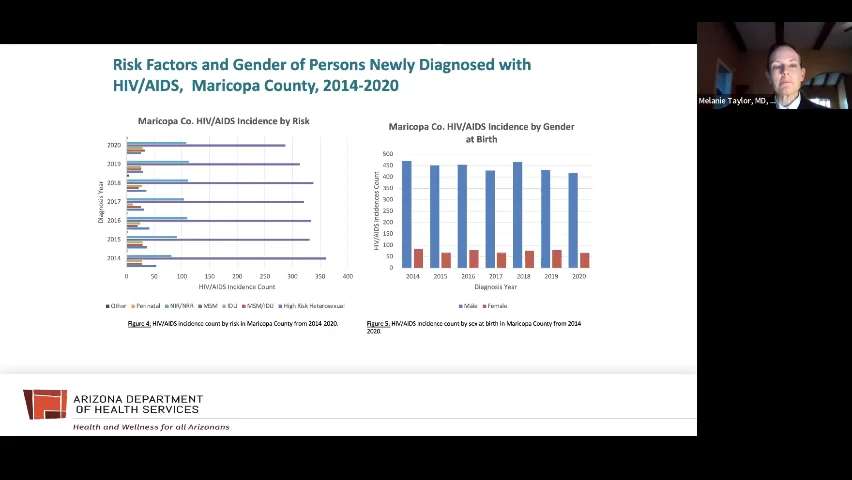 Risk Factors and Gender of Persons Newly Diagnosed with
HIV/AIDS, Maricopa County, 2014-2020
Maricopa Co. HIV/AIDS Incidence by Risk
Diagnosis Year
2020
2019
2018
2017
2016
2015
2014
0 50 100 150 200 250 300 350 400
HIV/AIDS Incidence Count
Other Perinatal NIR/NRR MSM IDU MSM/IDU High Risk Heterosexual
Figure 4: HIV/AIDS incidence count by risk in Maricopa County from 2014-2020.
Maricopa Co. HIV/AIDS Incidence by Gender
at Birth
HIV/AIDS Incidences Count
500
450
400
350
300
250
200
150
100
50
0
2014 2015 2016 2017 2018 2019 2020
Diagnosis Year
Male Female
Figure 5: HIV/AIDS incidence count by sex at birth in Maricopa County from 2014-
2020.
ARIZONA DEPARTMENT
OF HEALTH SERVICES
Health and Wellness for all Arizonans
Melanie Taylor, MD, ...